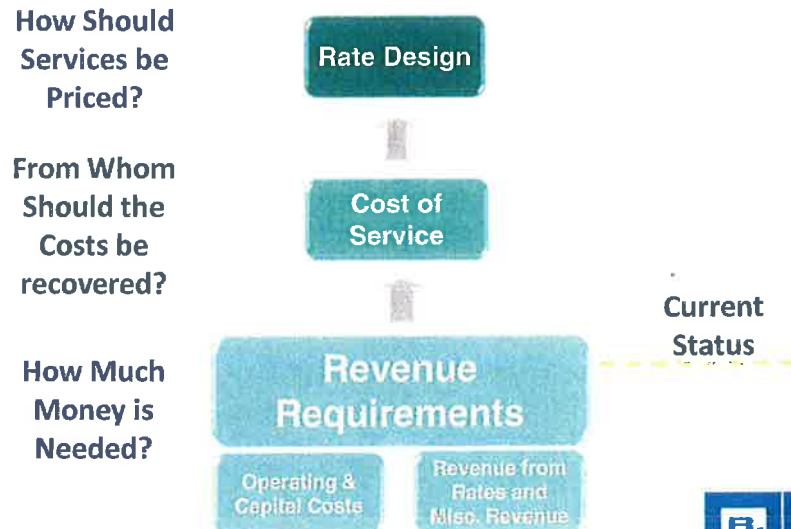 How Should
Services be
Priced?
Rate Design
From Whom
Should the
Costs be
recovered?
Cost of
Service
Current
Status
How Much
Money is
Needed?
Revenue
Requirements
Operating &
Capital Costs
Revenue from
Rates and
Misc. Revenue